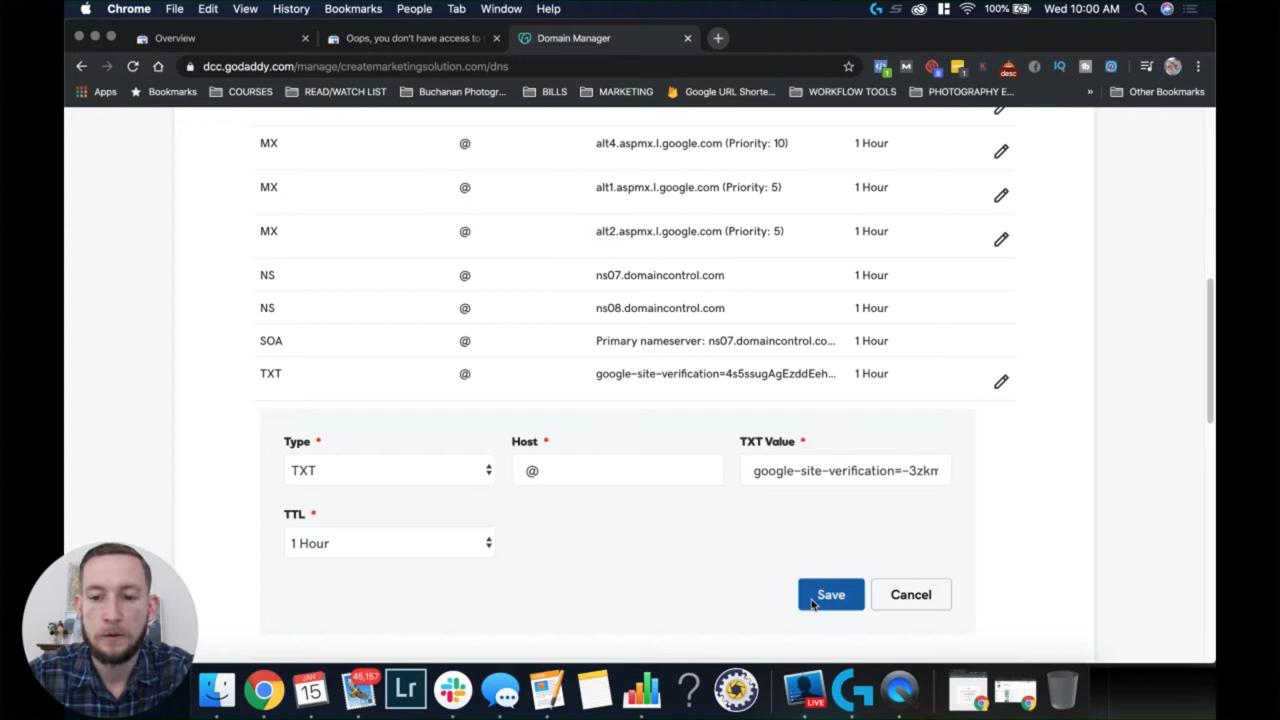 Chrome File Edit View History Bookmarks People Tab Window Help 100% Wed 10:00 AM
Overview Oops, you don't have access to Domain Manager
dcc.godaddy.com/manage/createmarketingsolution.com/dns
Apps Bookmarks COURSES READ/WATCH LIST Buchanan Photogr... BILLS MARKETING Google URL Shorte... WORKFLOW TOOLS PHOTOGRAPHY E... » Other Bookmarks
MX @ alt4.aspmx.l.google.com (Priority: 10) 1 Hour
MX @ alt1.aspmx.l.google.com (Priority: 5) 1 Hour
MX @ alt2.aspmx.l.google.com (Priority: 5) 1 Hour
NS @ ns07.domaincontrol.com 1 Hour
NS @ ns08.domaincontrol.com 1 Hour
SOA @ Primary nameserver: ns07.domaincontrol.co... 1 Hour
TXT @ google-site-verification=4s5ssugAgEzddEeh... 1 Hour
Type * Host * TXT Value *
TXT @ google-site-verification=-3zkm
TTL *
1 Hour
Save Cancel
JAN 15 45,157 Lr ? LIVE